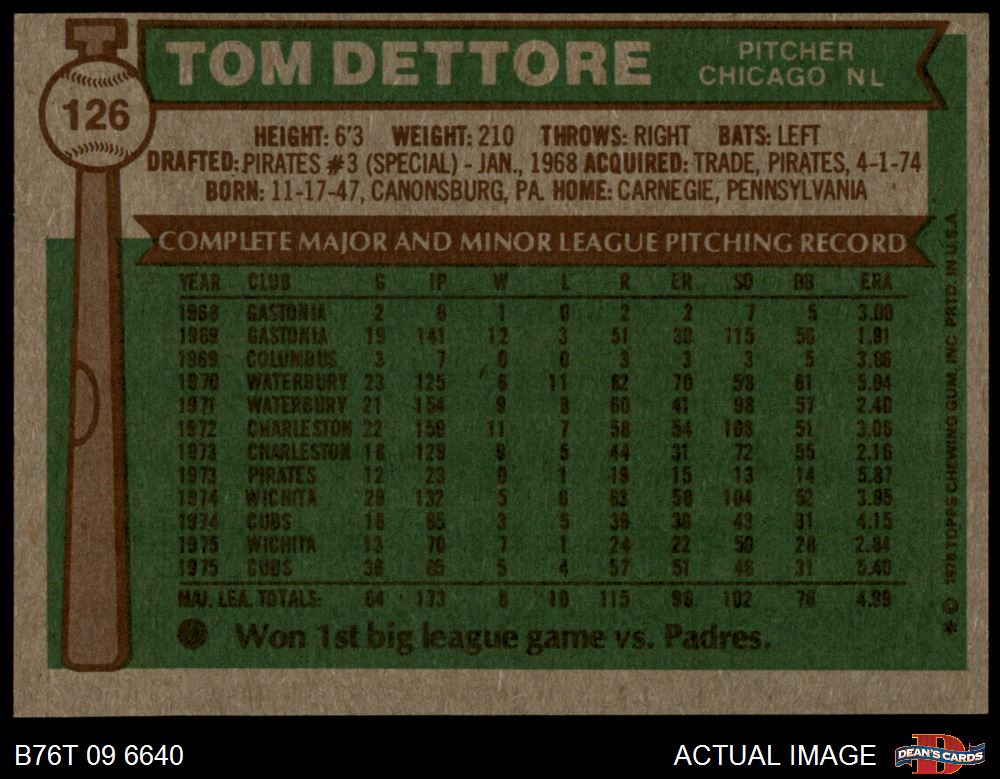 TOM DETTORE
PITCHER
CHICAGO NL
126
HEIGHT: 6'3 WEIGHT: 210 THROWS: RIGHT BATS: LEFT
DRAFTED: PIRATES #3 (SPECIAL) - JAN., 1968 ACQUIRED: TRADE, PIRATES, 4-1-74
BORN: 11-17-47, CANONSBURG, PA. HOME: CARNEGIE, PENNSYLVANIA
COMPLETE MAJOR AND MINOR LEAGUE PITCHING RECORD
YEAR CLUB G IP W L R ER SO BB ERA
1968 GASTONIA 2 6 1 0 2 2 7 5 3.00
1969 GASTONIA 19 141 12 3 51 30 115 56 1.91
1969 COLUMBUS 3 7 0 0 3 3 3 5 3.86
1970 WATERBURY 23 125 6 11 82 70 58 61 5.04
1971 WATERBURY 21 154 9 8 60 41 98 57 2.40
1972 CHARLESTON 22 159 11 7 58 54 108 51 3.06
1973 CHARLESTON 18 129 9 5 44 31 72 55 2.16
1973 PIRATES 12 23 0 1 19 15 13 14 5.87
1974 WICHITA 29 132 5 63 58 104 52 3.95
1974 CUBS 16 65 3 5 39 30 43 31 4.15
1975 WICHITA 13 70 7 1 24 22 50 28 2.84
1975 CUBS 36 85 5 4 57 51 46 31 5.40
MAJ. LEA. TOTALS: 64 173 8 10 115 96 102 76 4.99
Won 1st big league game vs. Padres.
* © 1976 TOPPS CHEWING GUM, INC PRTD. IN U.S.A.
B76T 09 6640
ACTUAL IMAGE
DEAN'S CARDS